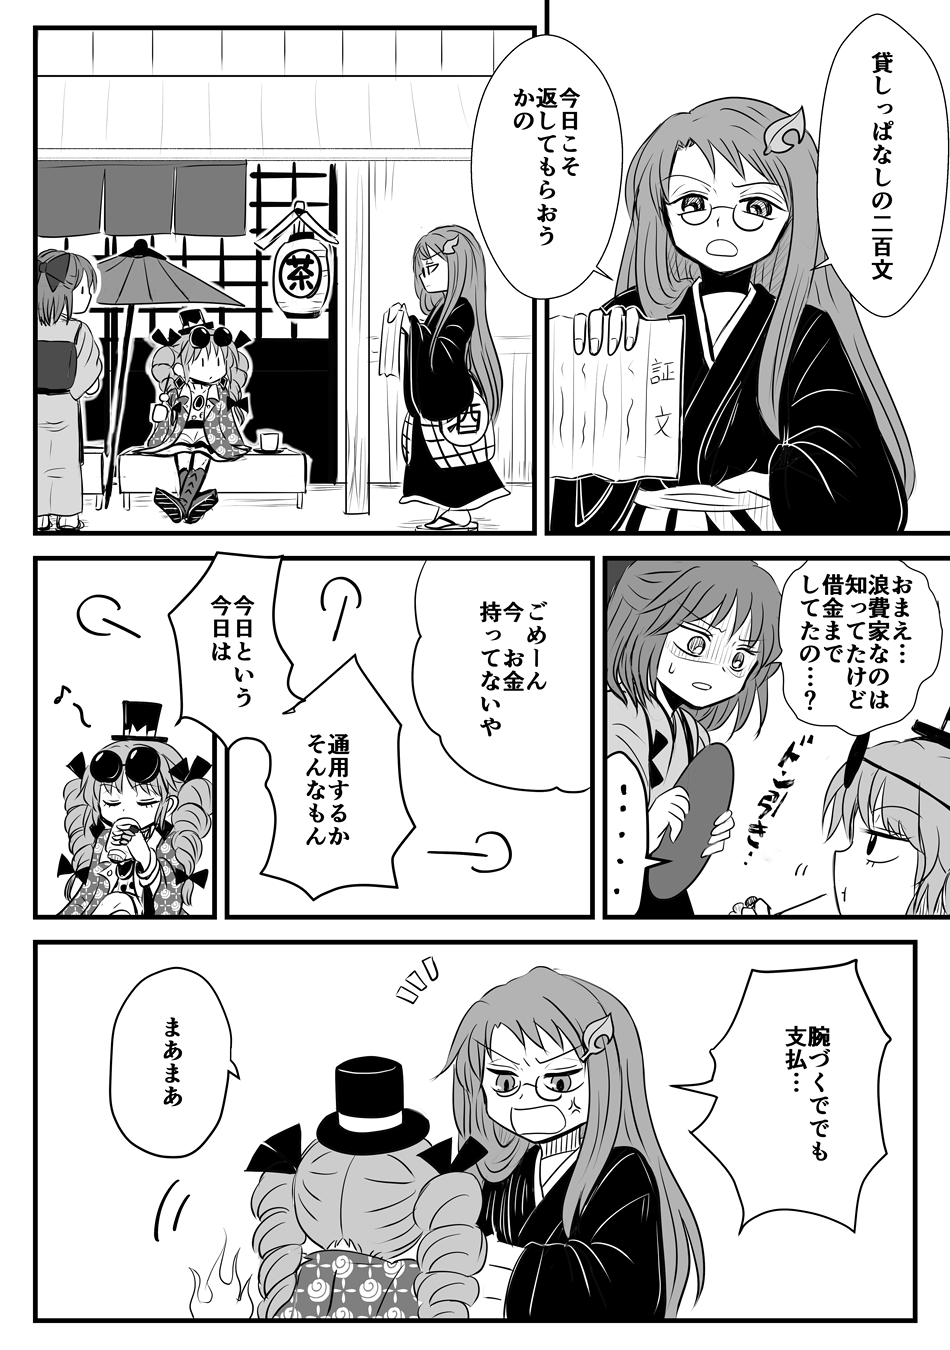 貸しっぱなしの二百文
今日こそ
返してもらおう
かの
証文
茶
酒
おまえ…
浪費家なのは
知ってたけど
借金まで
してたの…？
ドン引き…
……
ごめーん
今 お金
持ってないや
通用するか
そんなもん
今日という
今日は
腕づくででも
支払…
まあまあ